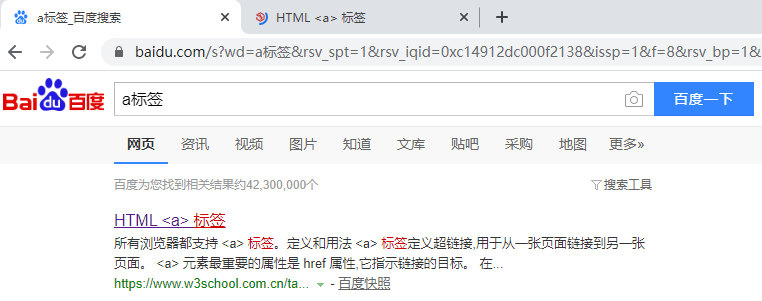 a标签_百度搜索
HTML <a> 标签
baidu.com/s?wd=a标签&rsv_spt=1&rsv_iqid=0xc14912dc000f2138&issp=1&f=8&rsv_bp=1&
Bai du 百度
a标签
百度一下
网页 资讯 视频 图片 知道 文库 贴吧 采购 地图 更多»
百度为您找到相关结果约42,300,000个
搜索工具
HTML <a> 标签
所有浏览器都支持 <a> 标签。定义和用法 <a> 标签定义超链接,用于从一张页面链接到另一张
页面。 <a> 元素最重要的属性是 href 属性,它指示链接的目标。 在...
https://www.w3school.com.cn/ta... - 百度快照